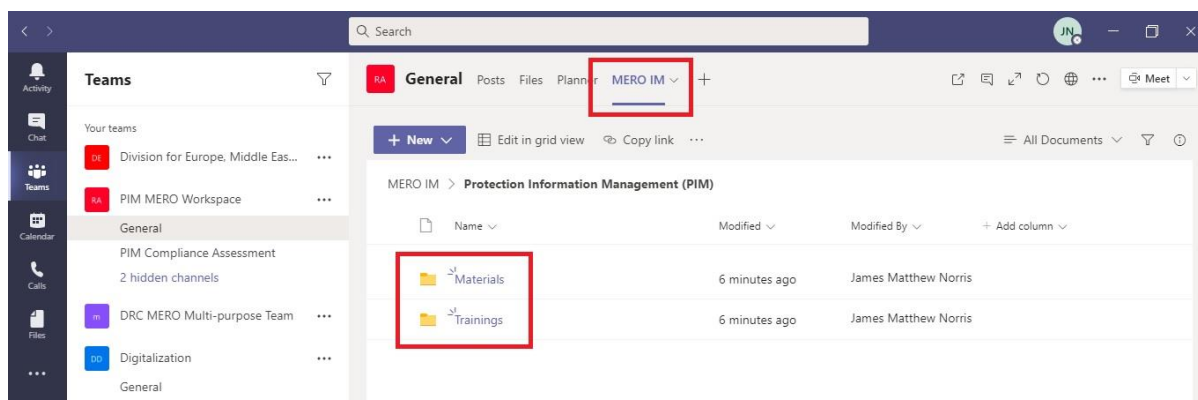 Search
JN
Activity
Chat
Teams
Calendar
Calls
Files
Teams
Your teams
DE Division for Europe, Middle Eas...
RA PIM MERO Workspace
General
PIM Compliance Assessment
2 hidden channels
m DRC MERO Multi-purpose Team
DD Digitalization
General
RA General Posts Files Planner MERO IM
Meet
New Edit in grid view Copy link All Documents
MERO IM > Protection Information Management (PIM)
Name Modified Modified By + Add column
Materials 6 minutes ago James Matthew Norris
Trainings 6 minutes ago James Matthew Norris